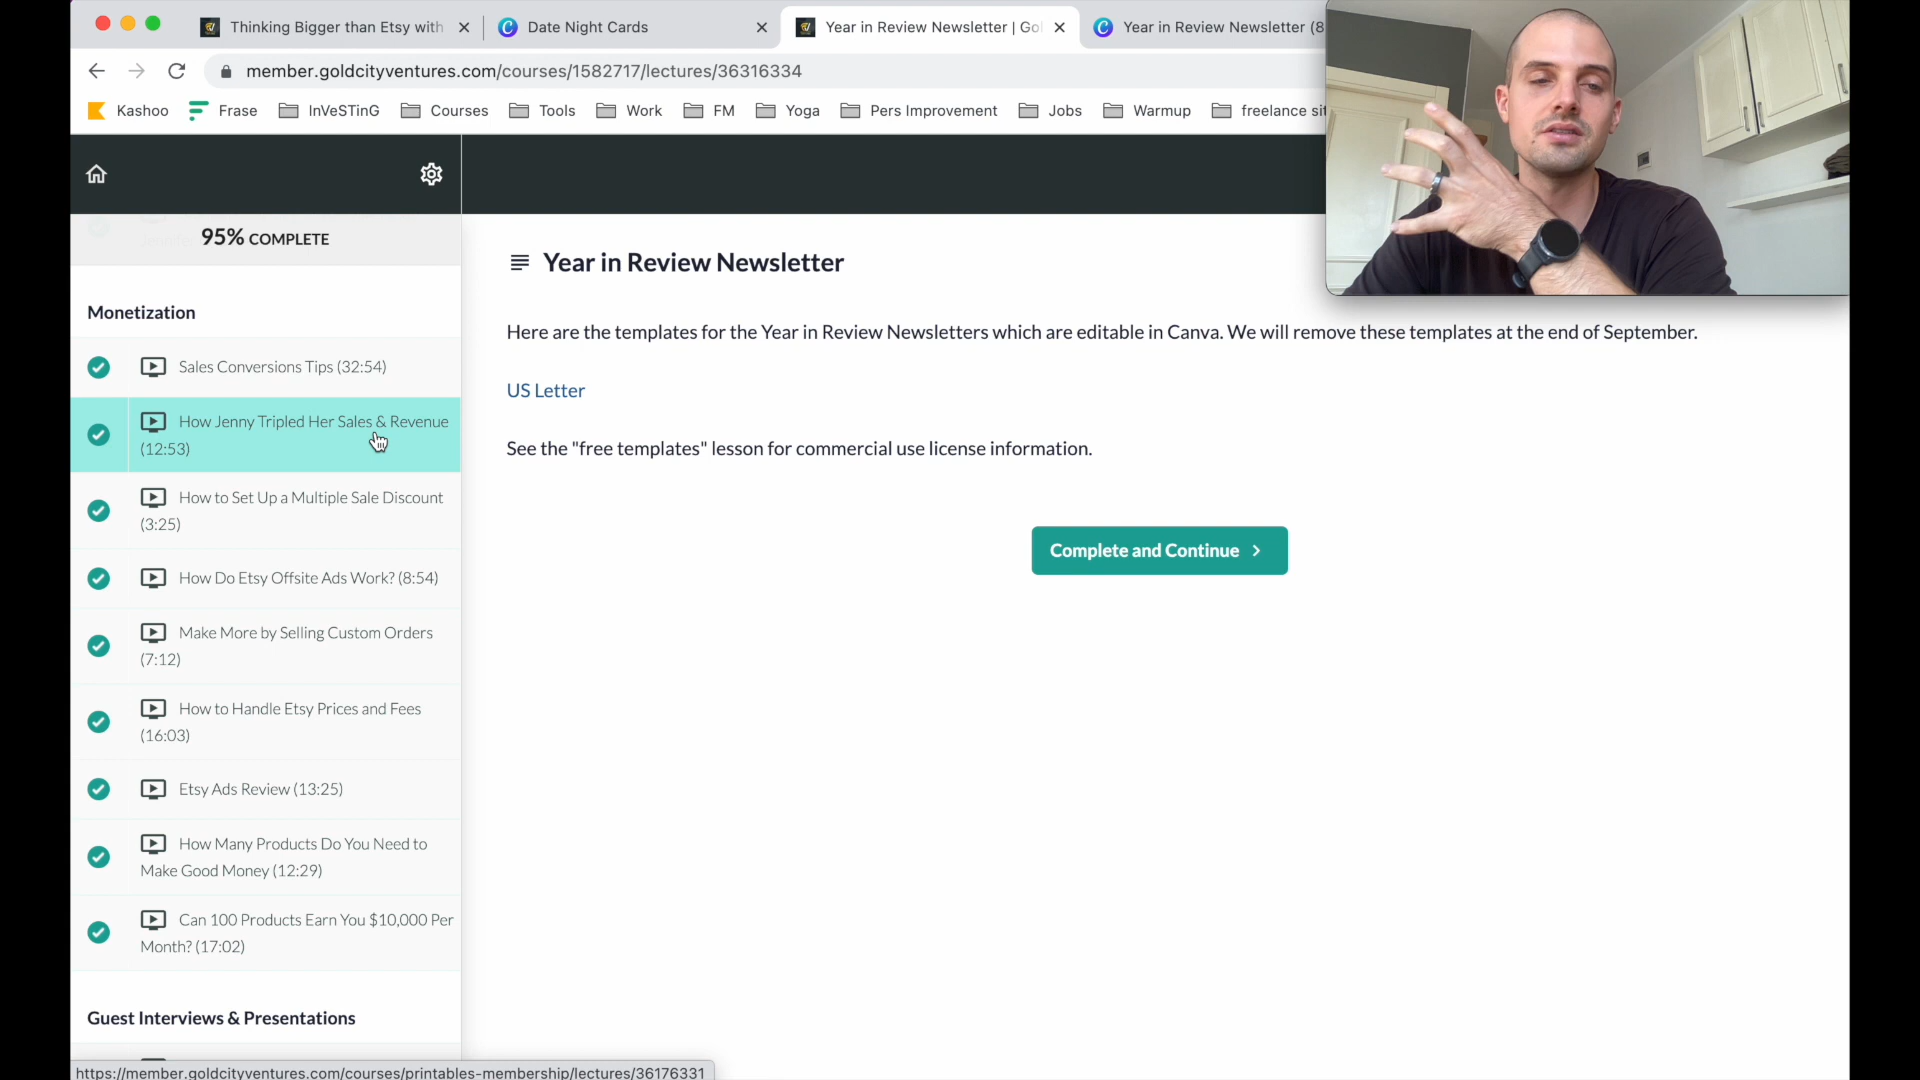 Thinking Bigger than Etsy with
Date Night Cards
Year in Review Newsletter | Go
Year in Review Newsletter (8
member.goldcityventures.com/courses/1582717/lectures/36316334
Kashoo
Frase
InVeSTinG
Courses
Tools
Work
FM
Yoga
Pers Improvement
Jobs
Warmup
freelance sit
95% COMPLETE
Monetization
Sales Conversions Tips (32:54)
How Jenny Tripled Her Sales & Revenue
(12:53)
How to Set Up a Multiple Sale Discount
(3:25)
How Do Etsy Offsite Ads Work? (8:54)
Make More by Selling Custom Orders
(7:12)
How to Handle Etsy Prices and Fees
(16:03)
Etsy Ads Review (13:25)
How Many Products Do You Need to
Make Good Money (12:29)
Can 100 Products Earn You $10,000 Per
Month? (17:02)
Guest Interviews & Presentations
Year in Review Newsletter
Here are the templates for the Year in Review Newsletters which are editable in Canva. We will remove these templates at the end of September.
US Letter
See the "free templates" lesson for commercial use license information.
Complete and Continue
https://member.goldcityventures.com/courses/printables-membership/lectures/36176331